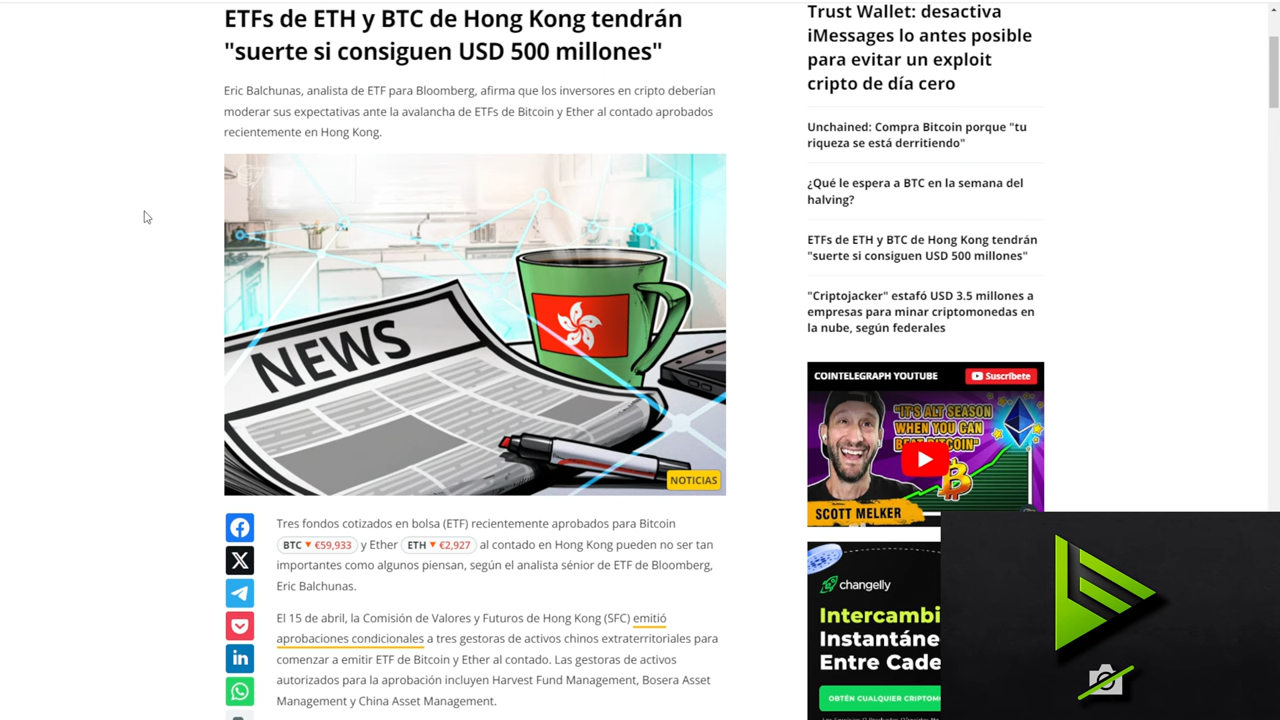 ETFs de ETH y BTC de Hong Kong tendrán
"suerte si consiguen USD 500 millones"
Eric Balchunas, analista de ETF para Bloomberg, afirma que los inversores en cripto deberían
moderar sus expectativas ante la avalancha de ETFs de Bitcoin y Ether al contado aprobados
recientemente en Hong Kong.
NEWS
NOTICIAS
Tres fondos cotizados en bolsa (ETF) recientemente aprobados para Bitcoin
BTC ▼ €59,933 y Ether ETH ▼ €2,927 al contado en Hong Kong pueden no ser tan
importantes como algunos piensan, según el analista sénior de ETF de Bloomberg,
Eric Balchunas.
El 15 de abril, la Comisión de Valores y Futuros de Hong Kong (SFC) emitió
aprobaciones condicionales a tres gestoras de activos chinos extraterritoriales para
comenzar a emitir ETF de Bitcoin y Ether al contado. Las gestoras de activos
autorizados para la aprobación incluyen Harvest Fund Management, Bosera Asset
Management y China Asset Management.
Trust Wallet: desactiva
iMessages lo antes posible
para evitar un exploit
cripto de día cero
Unchained: Compra Bitcoin porque "tu
riqueza se está derritiendo"
¿Qué le espera a BTC en la semana del
halving?
ETFs de ETH y BTC de Hong Kong tendrán
"suerte si consiguen USD 500 millones"
"Criptojacker" estafó USD 3.5 millones a
empresas para minar criptomonedas en
la nube, según federales
COINTELEGRAPH YOUTUBE
Suscríbete
"IT'S ALT SEASON
WHEN YOU CAN
BEAT BITCOIN"
SCOTT MELKER
changelly
Intercambi
Instantáne
Entre Cade
OBTÉN CUALQUIER CRIPTOM